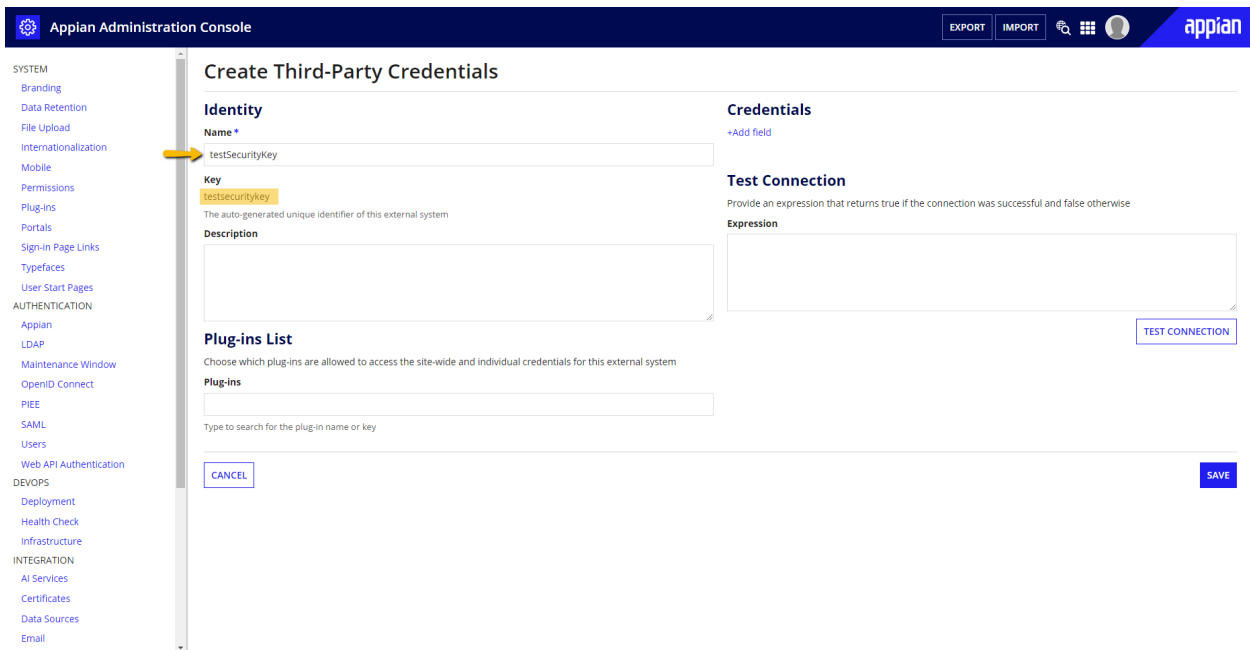 Appian Administration Console
EXPORT
IMPORT
appian
SYSTEM
Branding
Data Retention
File Upload
Internationalization
Mobile
Permissions
Plug-ins
Portals
Sign-in Page Links
Typefaces
User Start Pages
AUTHENTICATION
Appian
LDAP
Maintenance Window
OpenID Connect
PIEE
SAML
Users
Web API Authentication
DEVOPS
Deployment
Health Check
Infrastructure
INTEGRATION
AI Services
Certificates
Data Sources
Email
Create Third-Party Credentials
Identity
Name *
testSecurityKey
Key
testsecuritykey
The auto-generated unique identifier of this external system
Description
Plug-ins List
Choose which plug-ins are allowed to access the site-wide and individual credentials for this external system
Plug-ins
Type to search for the plug-in name or key
CANCEL
Credentials
+Add field
Test Connection
Provide an expression that returns true if the connection was successful and false otherwise
Expression
TEST CONNECTION
SAVE